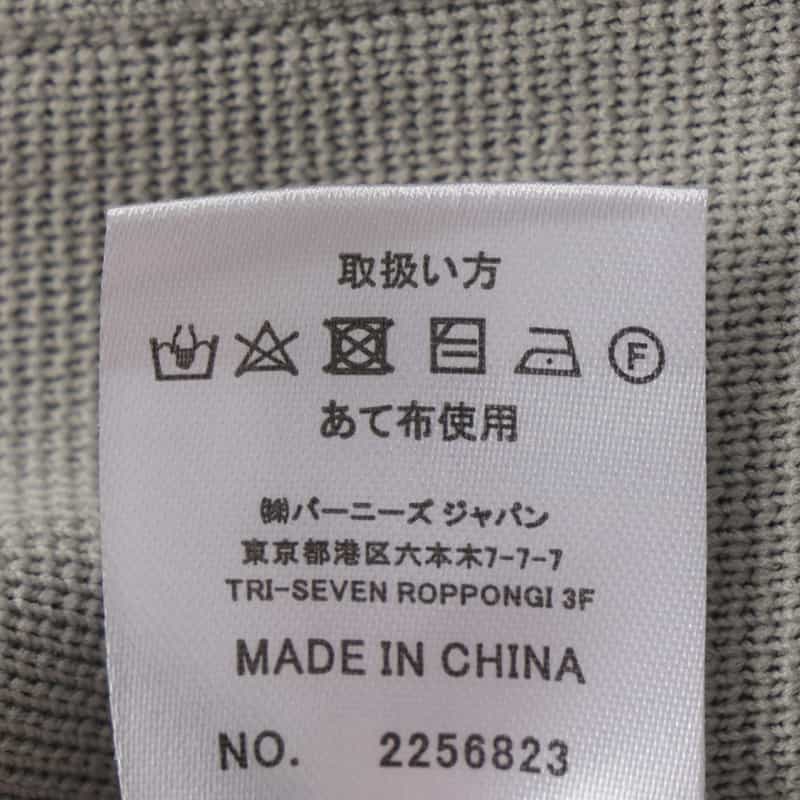 取扱い方
F
あて布使用
㈱バーニーズ ジャパン
東京都港区六本木7-7-7
TRI-SEVEN ROPPONGI 3F
MADE IN CHINA
NO. 2256823